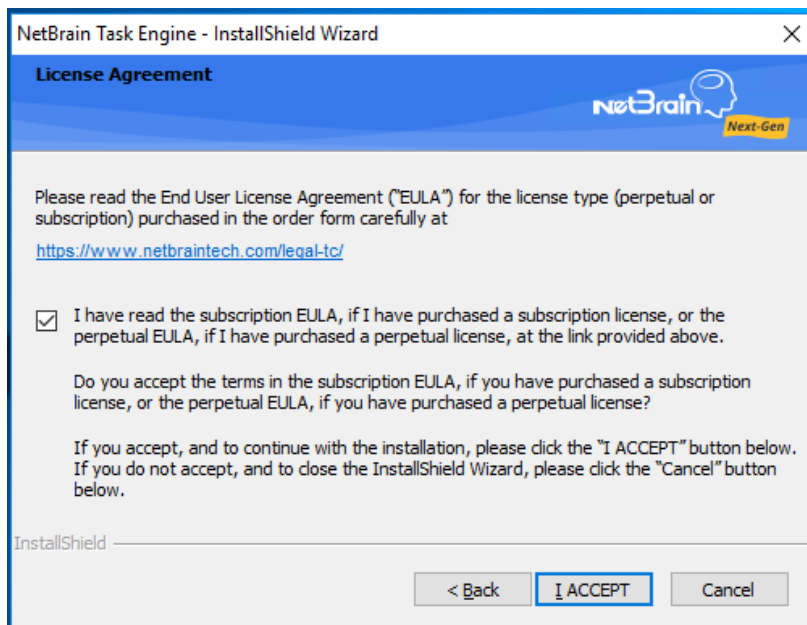 NetBrain Task Engine - InstallShield Wizard
License Agreement
NetBrain
Next-Gen
Please read the End User License Agreement ("EULA") for the license type (perpetual or
subscription) purchased in the order form carefully at
https://www.netbraintech.com/legal-tc/
I have read the subscription EULA, if I have purchased a subscription license, or the
perpetual EULA, if I have purchased a perpetual license, at the link provided above.
Do you accept the terms in the subscription EULA, if you have purchased a subscription
license, or the perpetual EULA, if you have purchased a perpetual license?
If you accept, and to continue with the installation, please click the "I ACCEPT" button below.
If you do not accept, and to close the InstallShield Wizard, please click the "Cancel" button
below.
InstallShield
< Back
I ACCEPT
Cancel